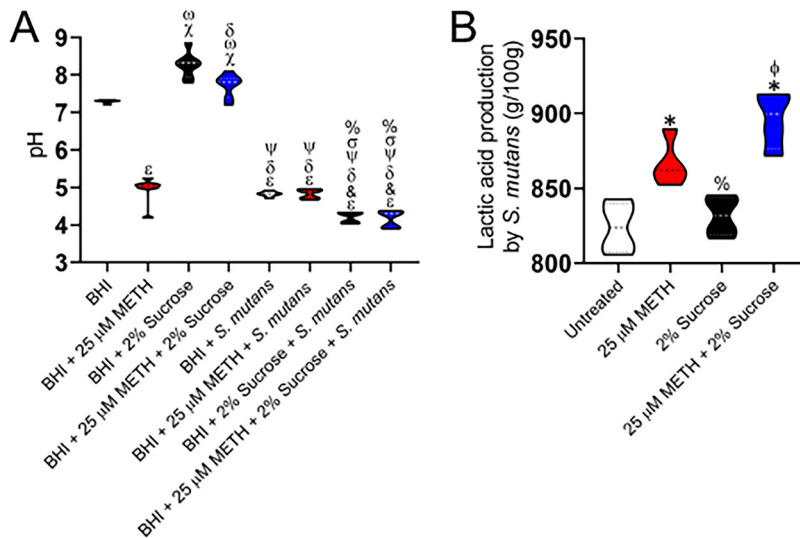 A
pH
9
8
7
6
5
4
3
ε
ω
χ
δ
ω
χ
ψ
δ
ε
ψ
δ
ε
%
σ
ψ
δ
&
ε
%
σ
ψ
δ
&
ε
BHI
BHI + 25 μM METH
BHI + 2% Sucrose
BHI + 25 μM METH + 2% Sucrose
BHI + S. mutans
BHI + 25 μM METH + S. mutans
BHI + 2% Sucrose + S. mutans
BHI + 25 μM METH + 2% Sucrose + S. mutans
B
Lactic acid production
by S. mutans (g/100g)
950
900
850
800
*
%
ϕ
*
Untreated
25 μM METH
2% Sucrose
25 μM METH + 2% Sucrose